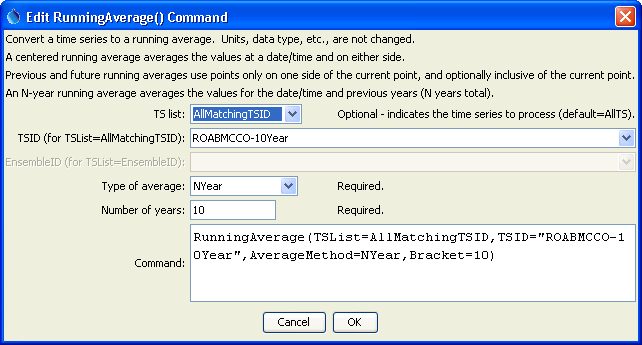 Edit RunningAverage() Command
Convert a time series to a running average.  Units, data type, etc., are not changed.
A centered running average averages the values at a date/time and on either side.
Previous and future running averages use points only on one side of the current point, and optionally inclusive of the current point.
An N-year running average averages the values for the date/time and previous years (N years total).
TS list: AllMatchingTSID Optional - indicates the time series to process (default=AllTS).
TSID (for TSList=AllMatchingTSID): ROABMCCO-10Year
EnsembleID (for TSList=EnsembleID):
Type of average: NYear Required.
Number of years: 10 Required.
Command: RunningAverage(TSList=AllMatchingTSID,TSID="ROABMCCO-1
0Year",AverageMethod=NYear,Bracket=10)
Cancel OK